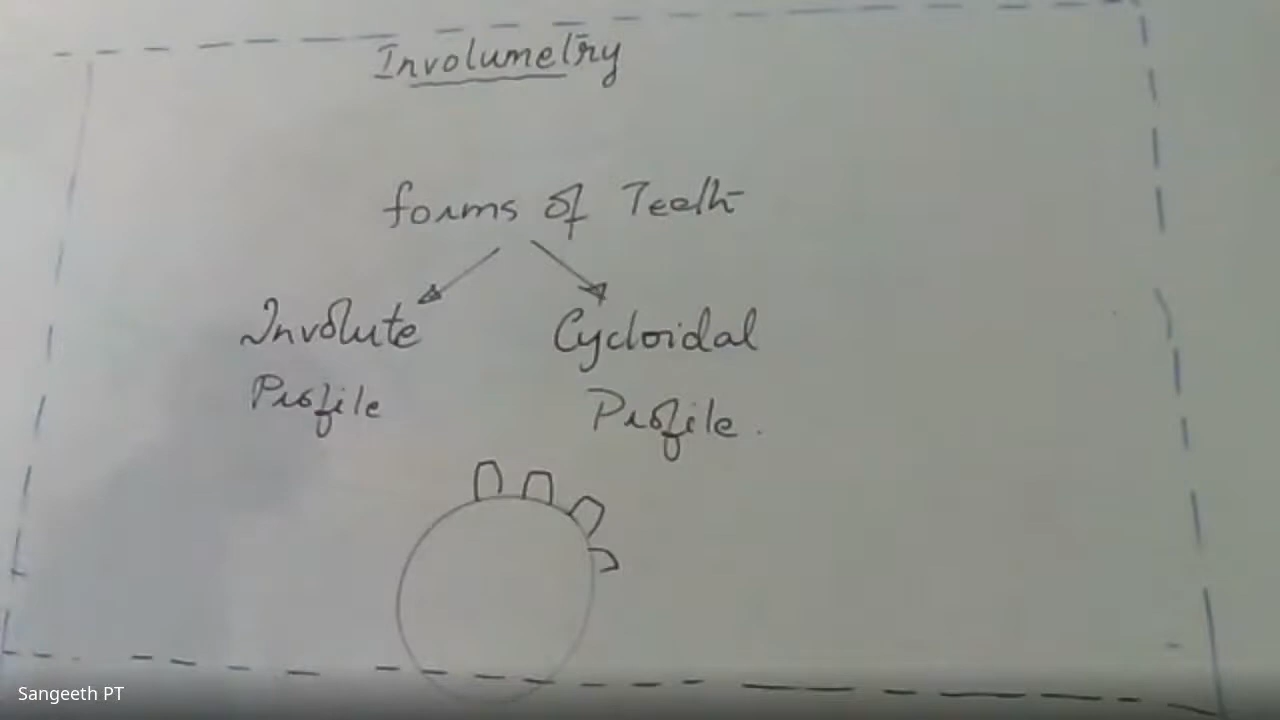 Involumetry
forms of Teeth
Involute
Profile
Cycloidal
Profile.
Sangeeth PT